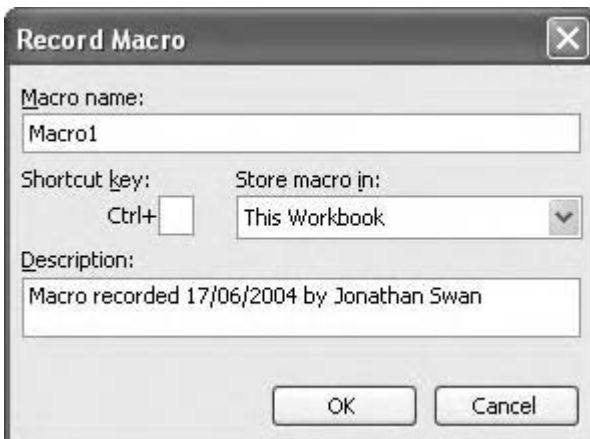 Record Macro
Macro name:
Macro1
Shortcut key: Store macro in:
Ctrl+ This Workbook
Description:
Macro recorded 17/06/2004 by Jonathan Swan
OK Cancel